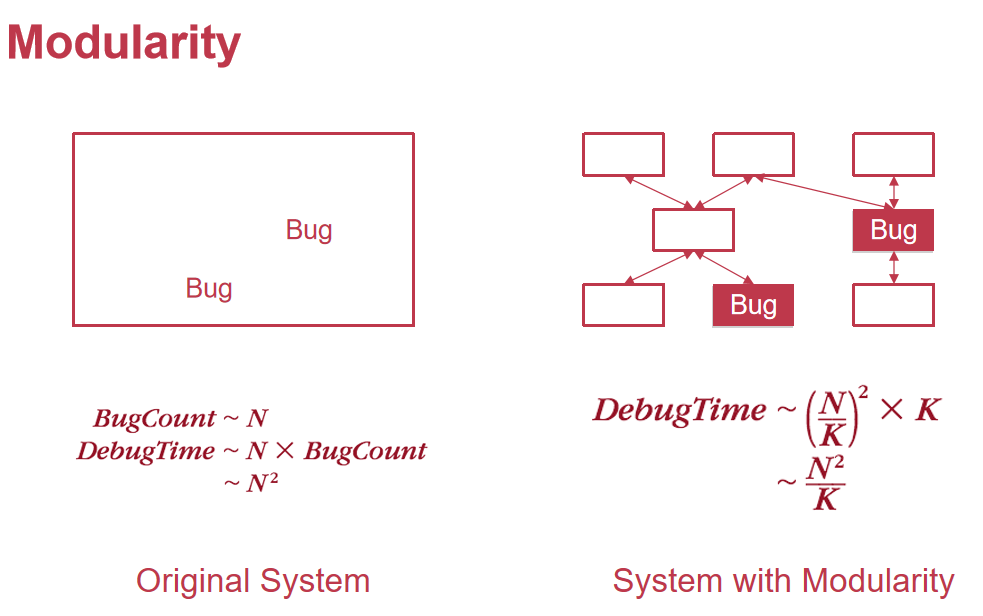 Modularity
Bug
Bug
BugCount ~ N
DebugTime ~ N × BugCount
~ N²
Original System
Bug
Bug
DebugTime ~ (N/K)² × K
~ N²/K
System with Modularity